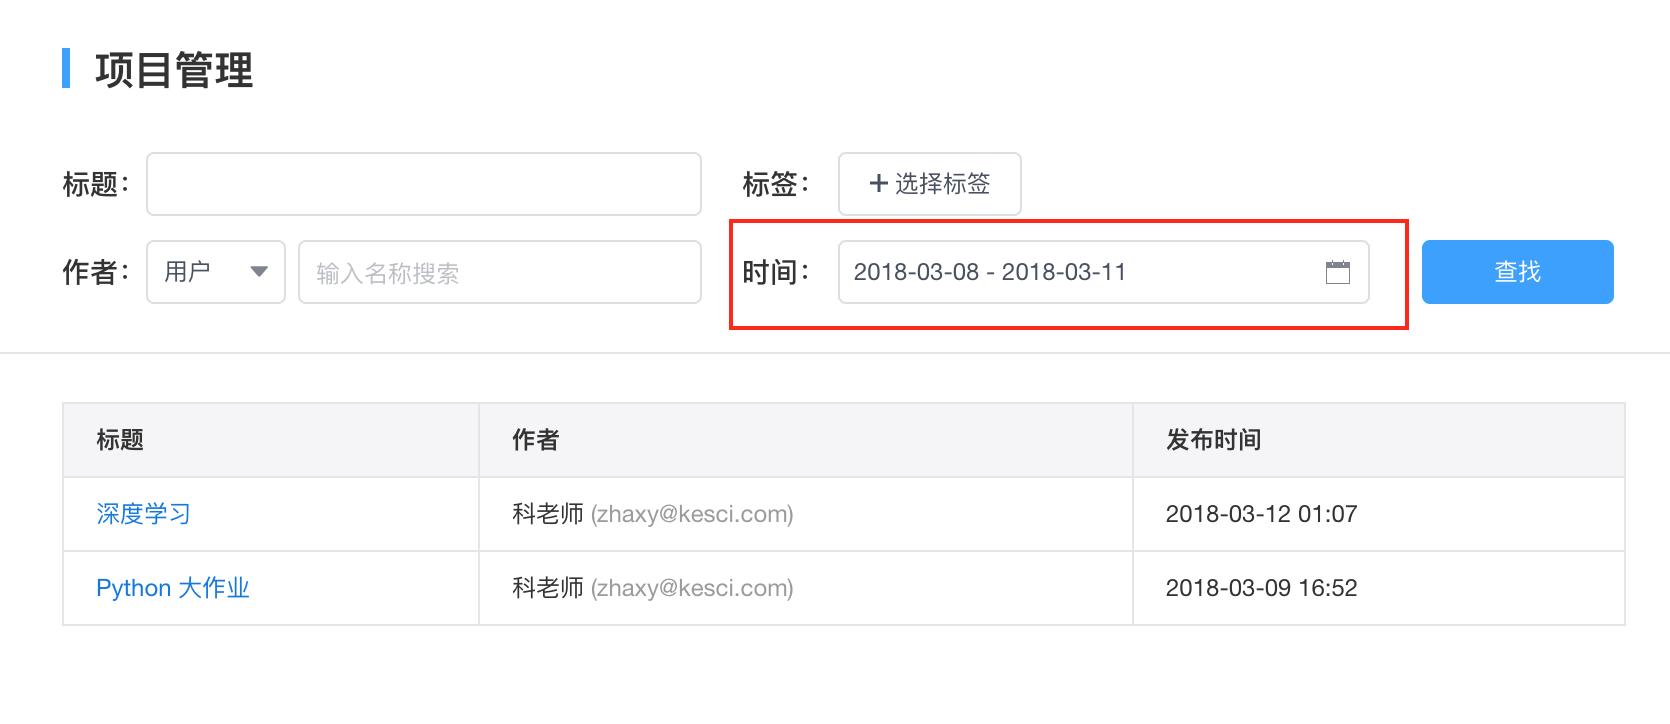 项目管理
标题：
标签： +选择标签
作者： 用户 输入名称搜索 时间： 2018-03-08 - 2018-03-11 查找
标题 作者 发布时间
深度学习 科老师 (zhaxy@kesci.com) 2018-03-12 01:07
Python 大作业 科老师 (zhaxy@kesci.com) 2018-03-09 16:52